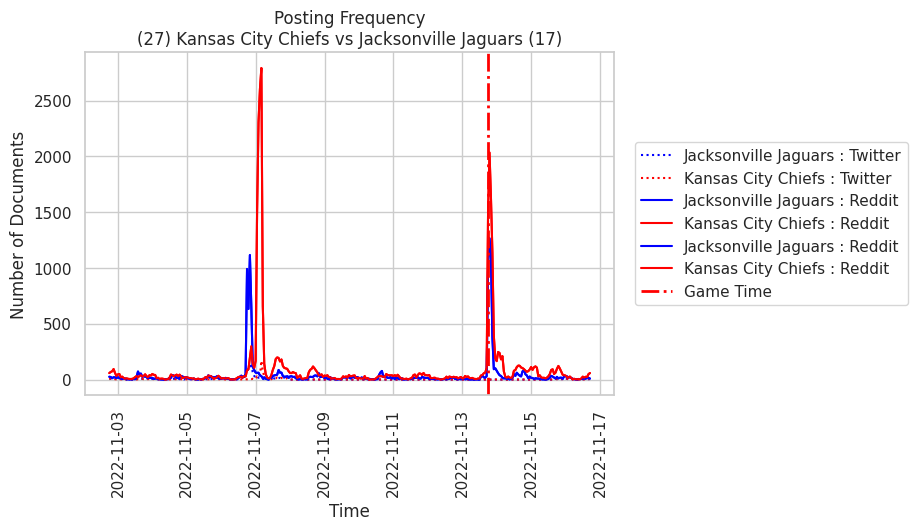 Posting Frequency
(27) Kansas City Chiefs vs Jacksonville Jaguars (17)
Number of Documents
2500
2000
1500
1000
500
0
2022-11-03
2022-11-05
2022-11-07
2022-11-09
2022-11-11
2022-11-13
2022-11-15
2022-11-17
Time
Jacksonville Jaguars : Twitter
Kansas City Chiefs : Twitter
Jacksonville Jaguars : Reddit
Kansas City Chiefs : Reddit
Jacksonville Jaguars : Reddit
Kansas City Chiefs : Reddit
Game Time